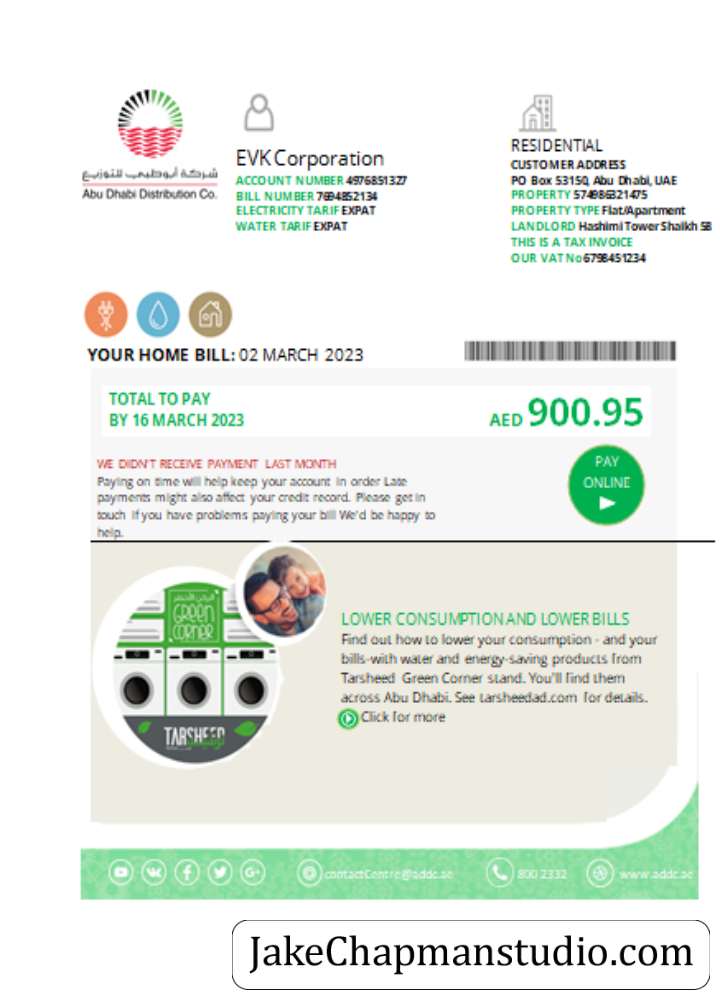 شركة أبوظبي للتوزيع
Abu Dhabi Distribution Co.
EVK Corporation
ACCOUNT NUMBER 4976851327
BILL NUMBER 7694852134
ELECTRICITY TARIF EXPAT
WATER TARIF EXPAT
RESIDENTIAL
CUSTOMER ADDRESS
PO Box 53150, Abu Dhabi, UAE
PROPERTY 574986321475
PROPERTY TYPE Flat/Apartment
LANDLORD Hashimi Tower Shaikh 58
THIS IS A TAX INVOICE
OUR VAT No 6798451234
YOUR HOME BILL: 02 MARCH 2023
TOTAL TO PAY
BY 16 MARCH 2023
AED 900.95
WE DIDN'T RECEIVE PAYMENT LAST MONTH
Paying on time will help keep your account in order Late
payments might also affect your credit record. Please get in
touch if you have problems paying your bill We'd be happy to
help.
PAY
ONLINE
GREEN
CORNER
TARSHEED
LOWER CONSUMPTION AND LOWER BILLS
Find out how to lower your consumption - and your
bills-with water and energy-saving products from
Tarsheed Green Corner stand. You'll find them
across Abu Dhabi. See tarsheedad.com for details.
Click for more
contactCentre@addc.ae
800 2332
www.addc.ae
JakeChapmanstudio.com